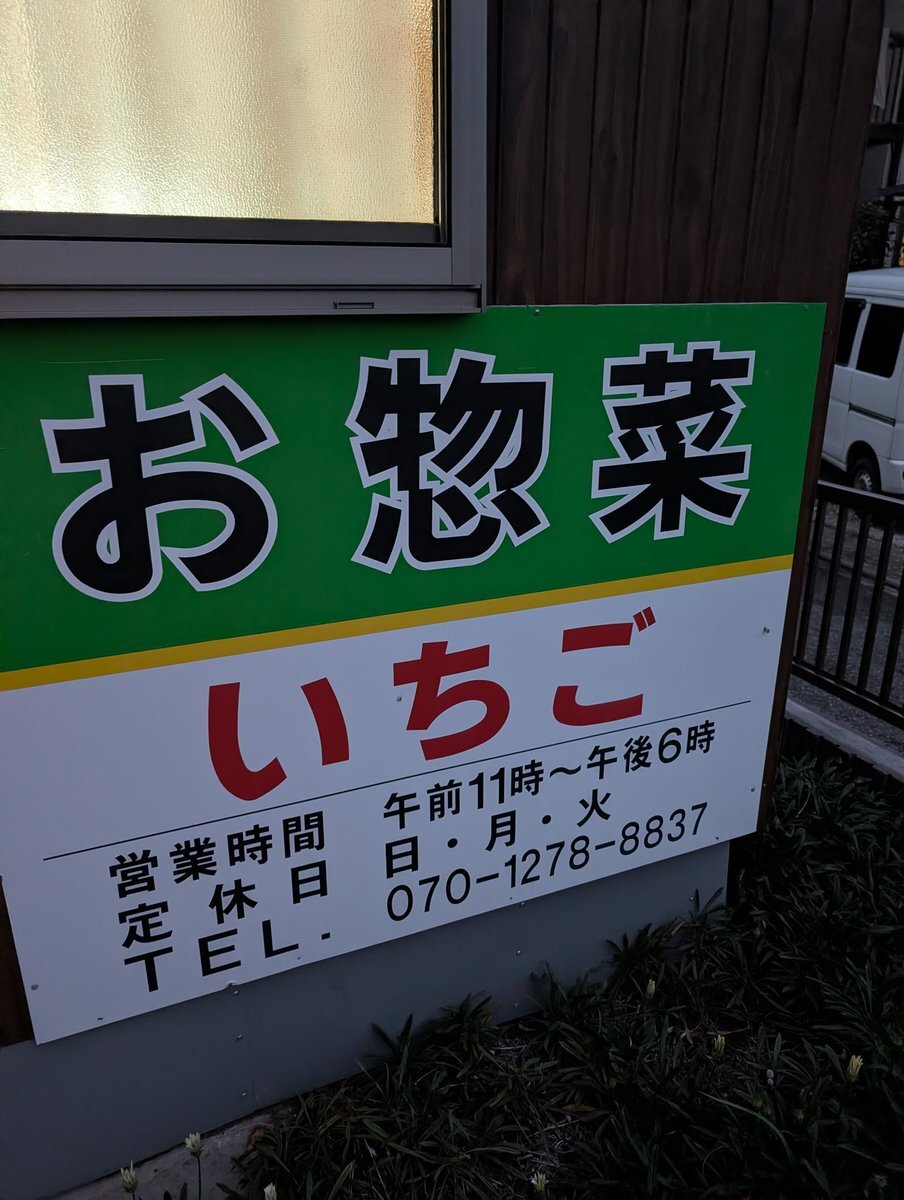 お惣菜
いちご
営業時間 午前11時～午後6時
定休日 日・月・火
TEL. 070-1278-8837